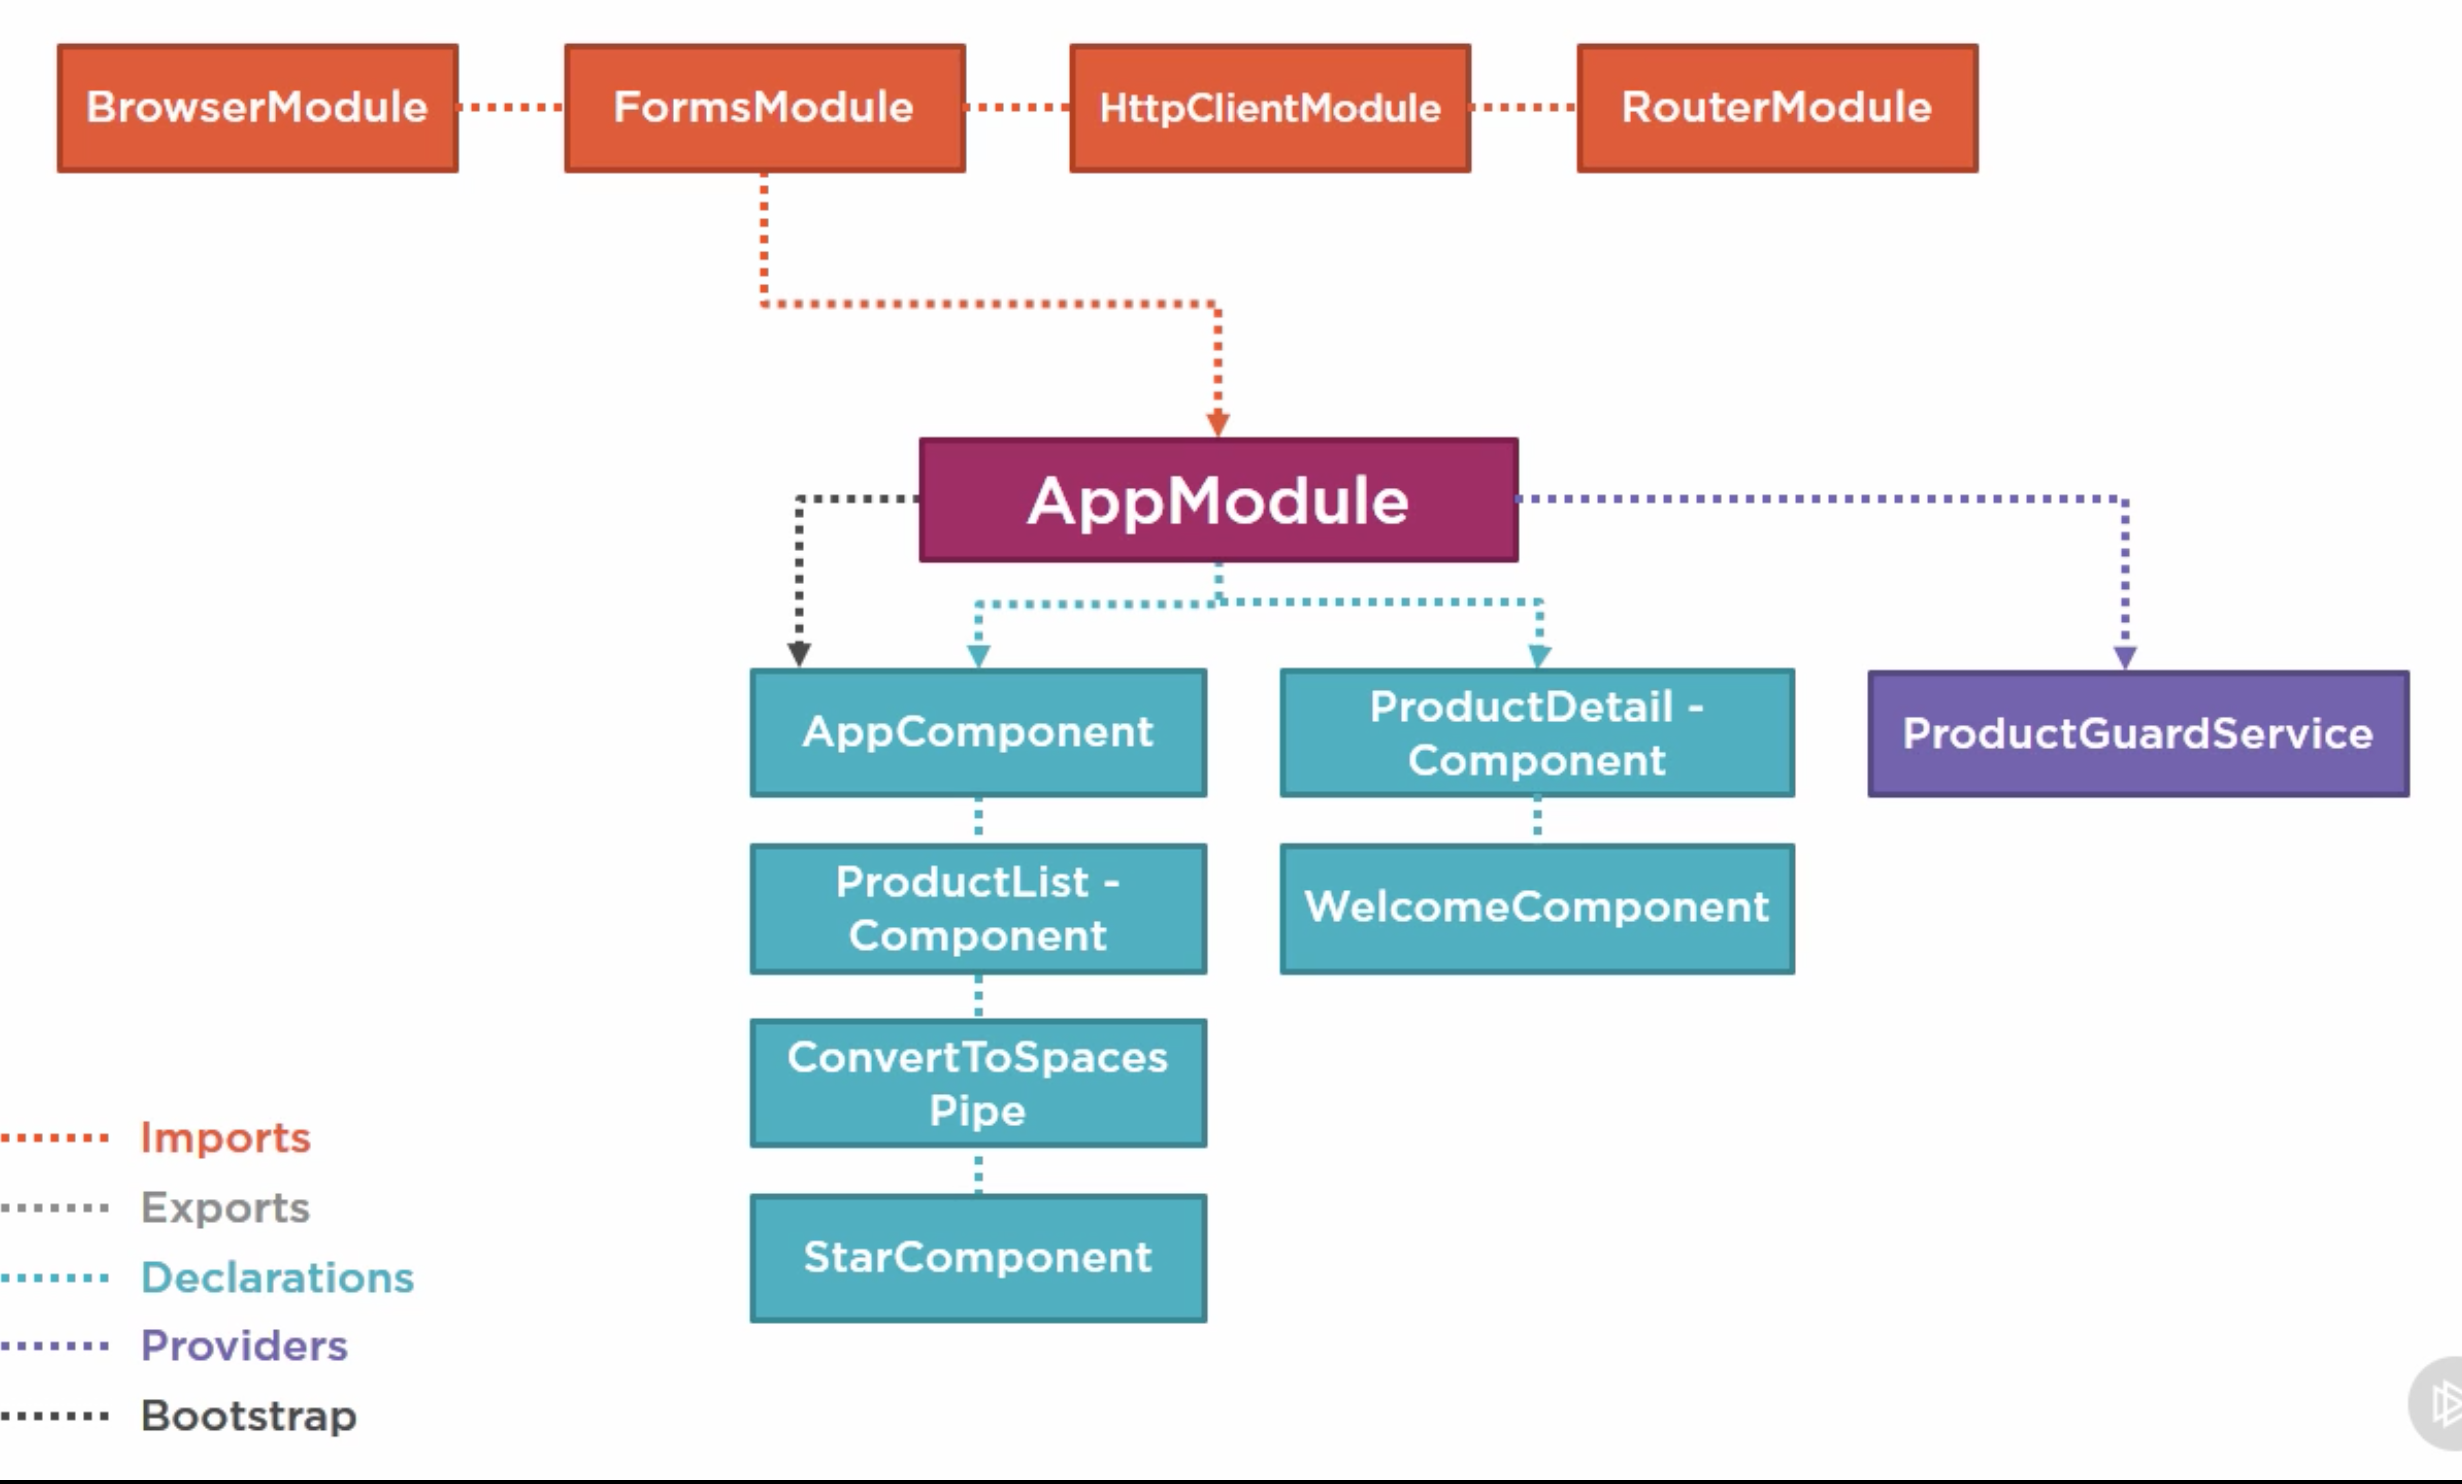 BrowserModule
FormsModule
HttpClientModule
RouterModule
AppModule
AppComponent
ProductDetail -
Component
ProductGuardService
ProductList -
Component
WelcomeComponent
ConvertToSpaces
Pipe
StarComponent
Imports
Exports
Declarations
Providers
Bootstrap